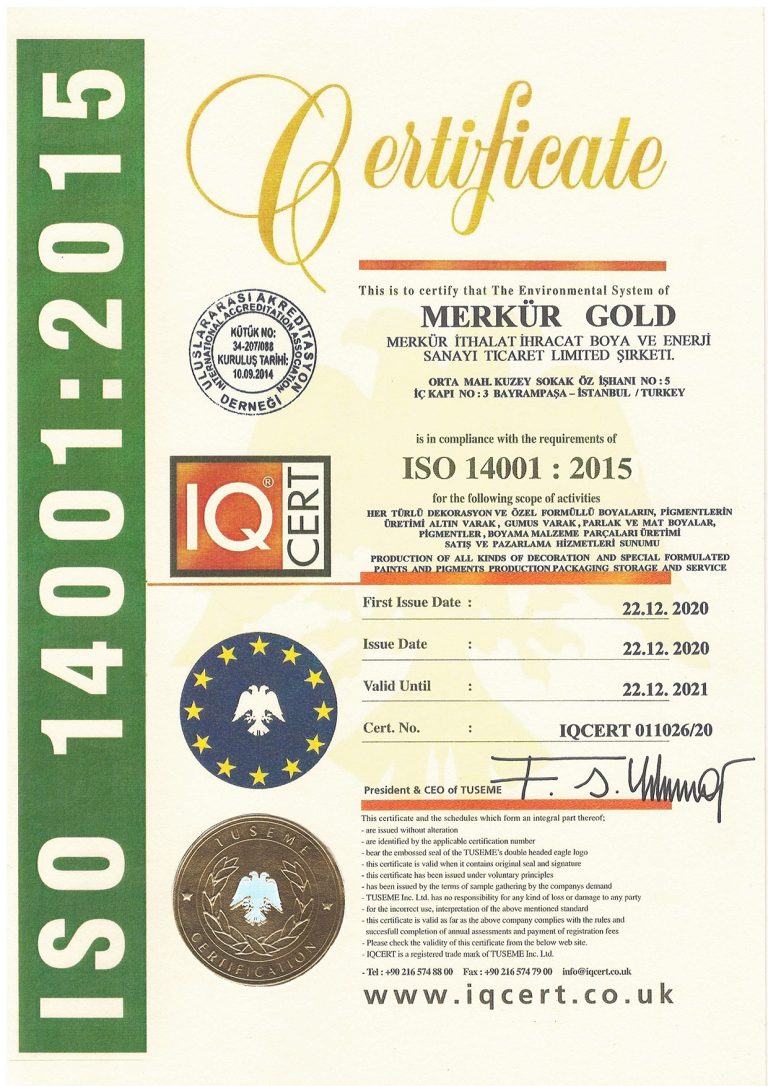 ISO 14001:2015
Certificate
This is to certify that The Environmental System of
MERKÜR GOLD
MERKÜR İTHALAT İHRACAT BOYA VE ENERJİ
SANAYI TICARET LIMITED ŞIRKETI.
ORTA MAH. KUZEY SOKAK ÖZ İŞHANI NO : 5
İÇ KAPI NO : 3 BAYRAMPAŞA – İSTANBUL / TURKEY
ULUSLARARASI AKREDİTASYON DERNEĞİ
INTERNATIONAL ACCREDITATION ASSOCIATION
KÜTÜK NO:
34-207/088
KURULUŞ TARİHİ:
10.09.2014
is in compliance with the requirements of
ISO 14001 : 2015
for the following scope of activities
IQ®
CERT
HER TÜRLÜ DEKORASYON VE ÖZEL FORMÜLLÜ BOYALARIN, PİGMENTLERİN
ÜRETİMİ ALTIN VARAK , GUMUS VARAK , PARLAK VE MAT BOYALAR,
PİGMENTLER , BOYAMA MALZEME PARÇALARI ÜRETİMİ
SATIŞ VE PAZARLAMA HİZMETLERİ SUNUMU
PRODUCTION OF ALL KINDS OF DECORATION AND SPECIAL FORMULATED
PAINTS AND PIGMENTS PRODUCTION PACKAGING STORAGE AND SERVICE
First Issue Date : 22.12. 2020
Issue Date : 22.12. 2020
Valid Until : 22.12. 2021
Cert. No. : IQCERT 011026/20
President & CEO of TUSEME
TUSEME
CERTIFICATION
This certificate and the schedules which form an integral part thereof;
- are issued without alteration
- are identified by the applicable certification number
- bear the embossed seal of the TUSEME's double headed eagle logo
- this certificate is valid when it contains original seal and signature
- this certificate has been issued under voluntary principles
- has been issued by the terms of sample gathering by the companys demand
- TUSEME Inc. Ltd. has no responsibility for any kind of loss or damage to any party
- for the incorrect use, interpretation of the above mentioned standard
- this certificate is valid as far as the above company complies with the rules and
succesfull completion of annual assessments and payment of registration fees
- Please check the validity of this certificate from the below web site.
- IQCERT is a registered trade mark of TUSEME Inc. Ltd.
- Tel : +90 216 574 88 00 Fax : +90 216 574 79 00 info@iqcert.co.uk
www.iqcert.co.uk